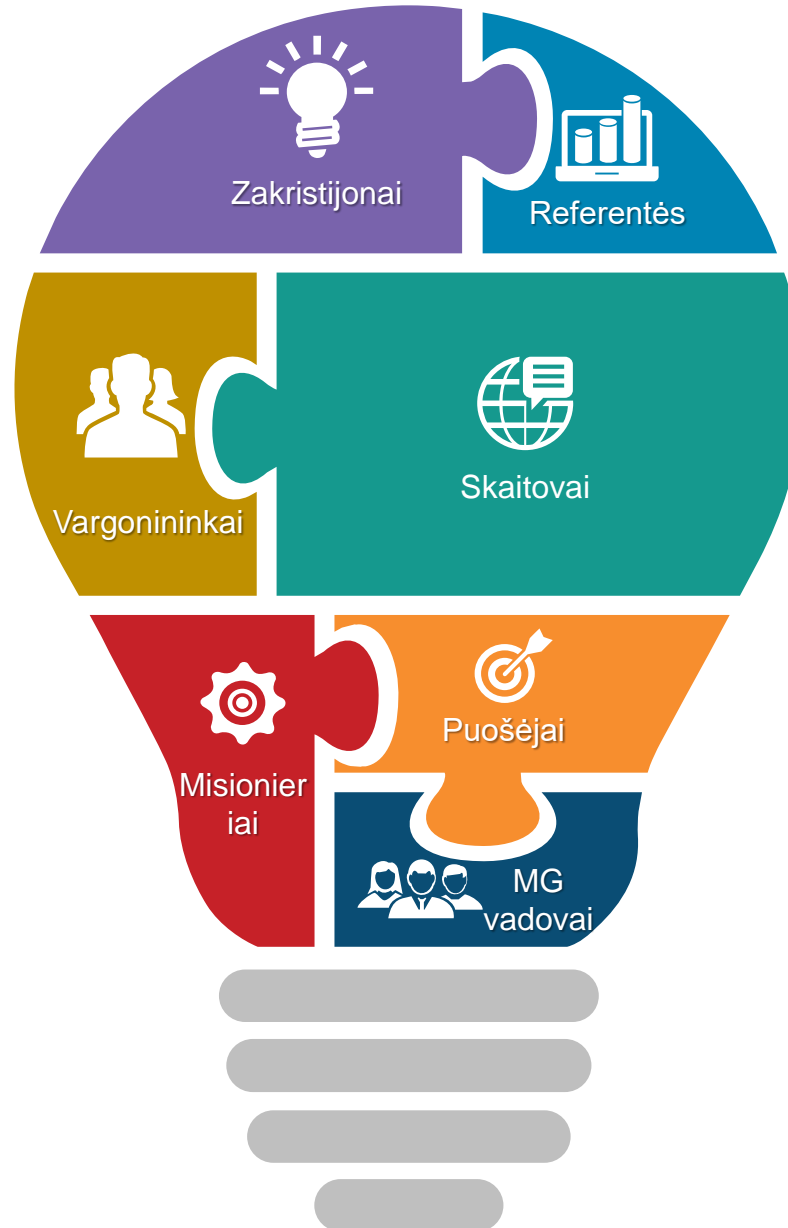 Zakristijonai
Referentės
Vargonininkai
Skaitovai
Misionier
iai
Puošėjai
MG
vadovai